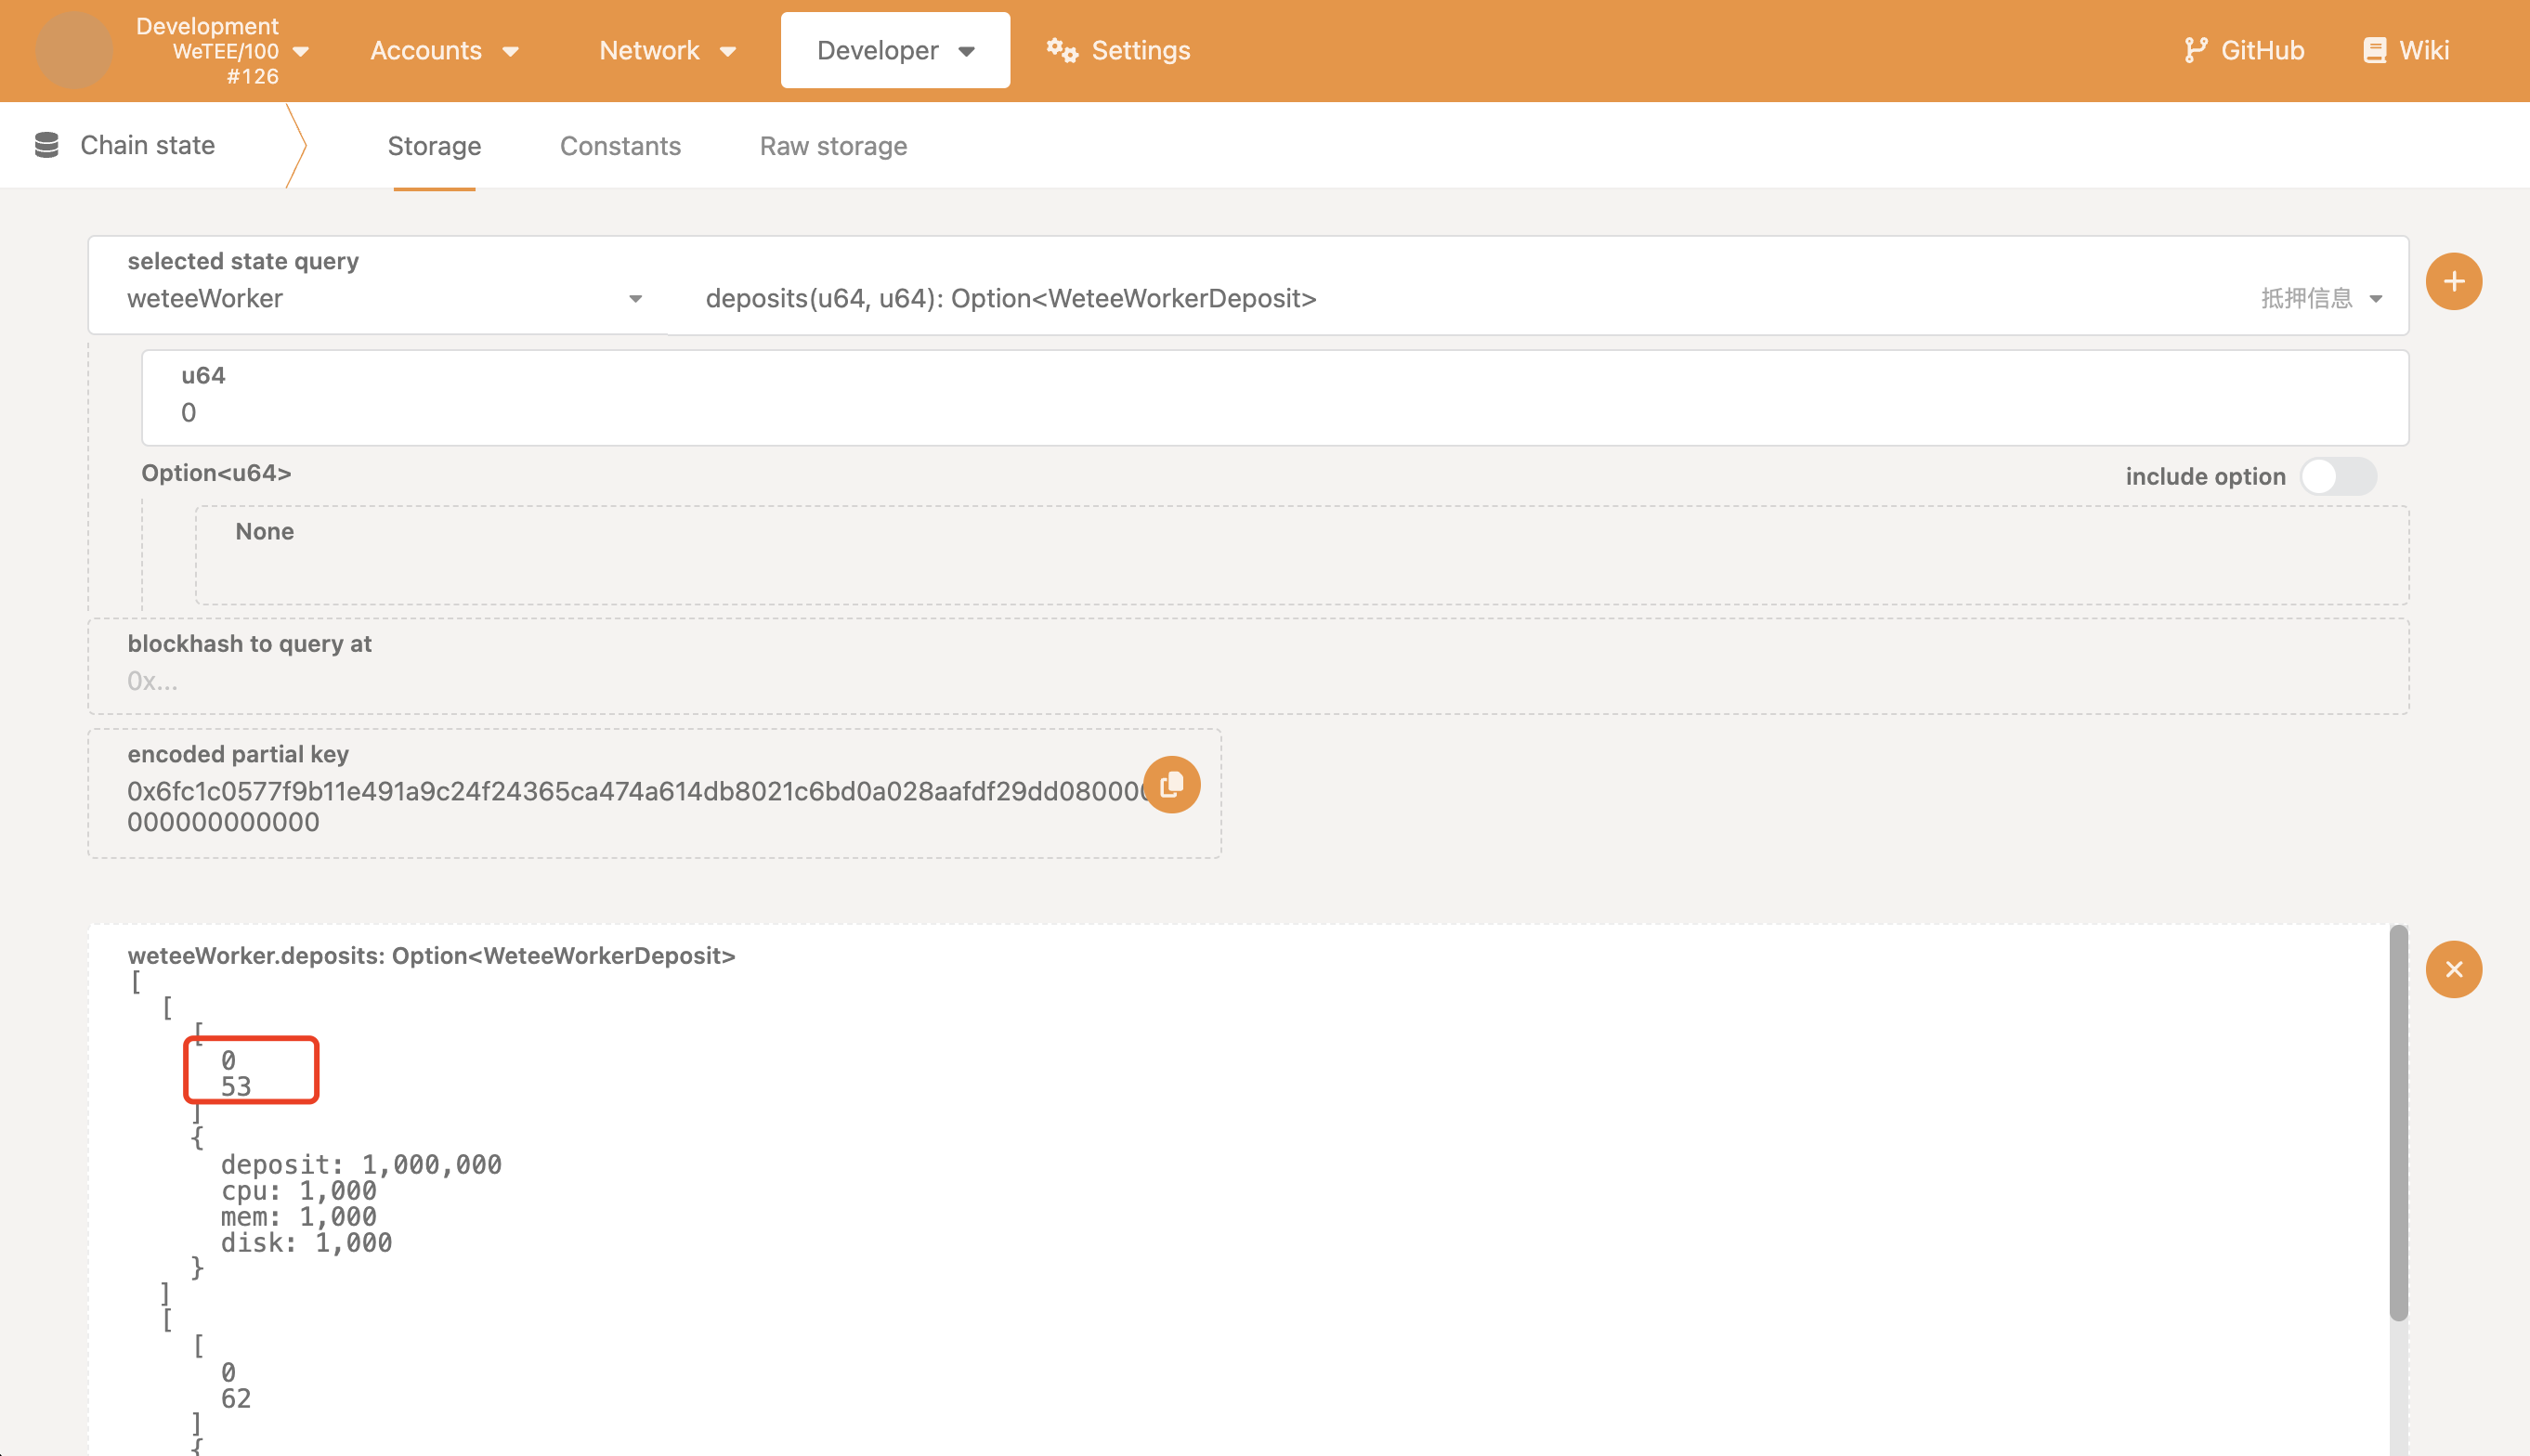 Development
WeTEE/100
#126
Accounts
Network
Developer
Settings
GitHub
Wiki
Chain state
Storage
Constants
Raw storage
selected state query
weteeWorker
deposits(u64, u64): Option<WeteeWorkerDeposit>
抵押信息
u64
0
Option<u64>
include option
None
blockhash to query at
0x...
encoded partial key
0x6fc1c0577f9b11e491a9c24f24365ca474a614db8021c6bd0a028aafdf29dd080000
000000000000
weteeWorker.deposits: Option<WeteeWorkerDeposit>
[
[
[
0
53
]
{
deposit: 1,000,000
cpu: 1,000
mem: 1,000
disk: 1,000
}
]
[
[
0
62
]
{